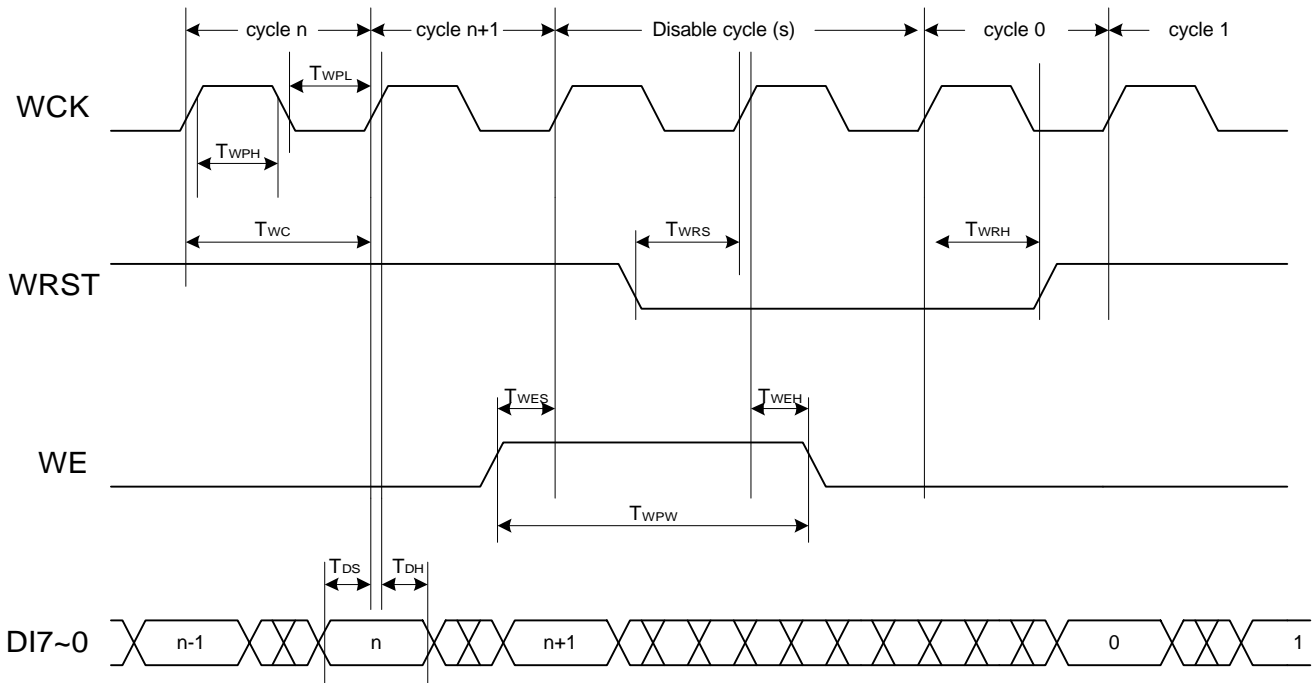 cycle n cycle n+1 Disable cycle (s) cycle 0 cycle 1
TWPL
WCK
TWPH
TWC TWRS TWRH
WRST
TWES TWEH
WE
TWPW
TDS TDH
DI7~0 n-1 n n+1 0 1